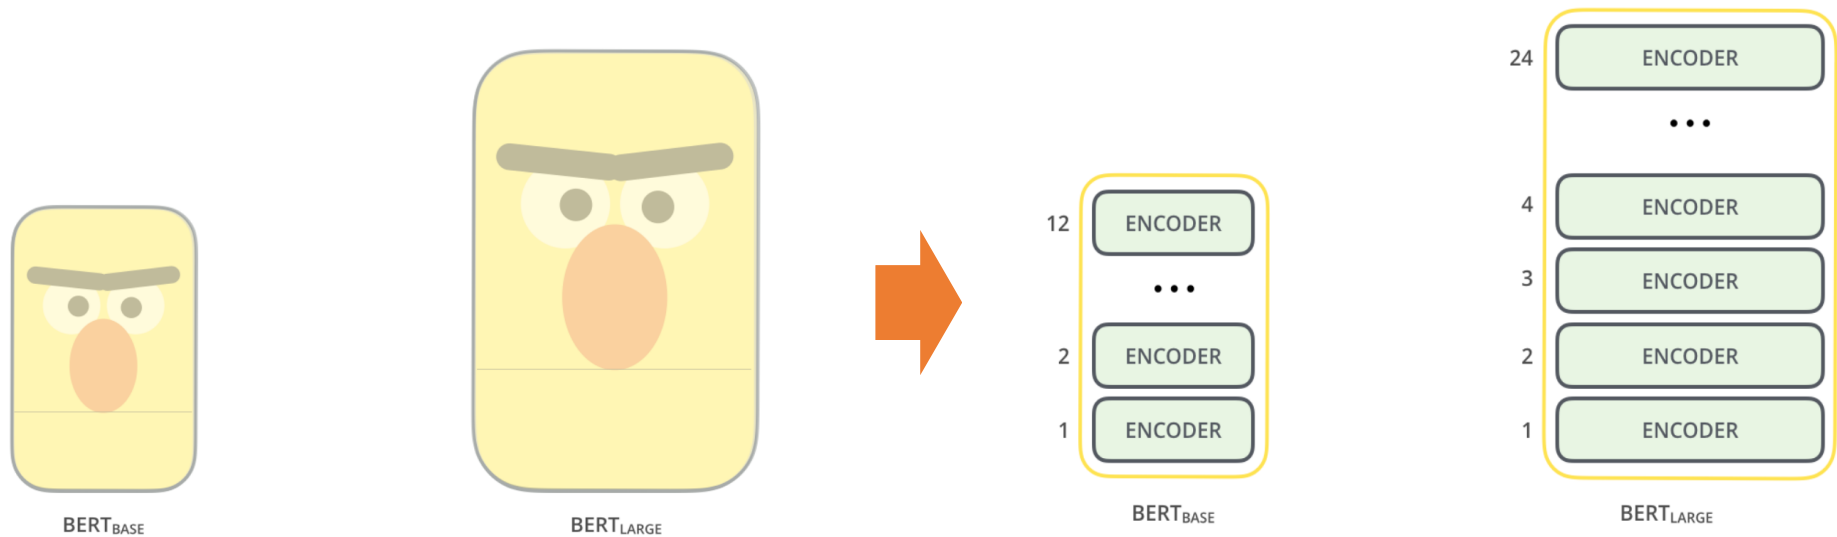 BERTBASE
BERTLARGE
12 ENCODER
...
2 ENCODER
1 ENCODER
BERTBASE
24 ENCODER
...
4 ENCODER
3 ENCODER
2 ENCODER
1 ENCODER
BERTLARGE